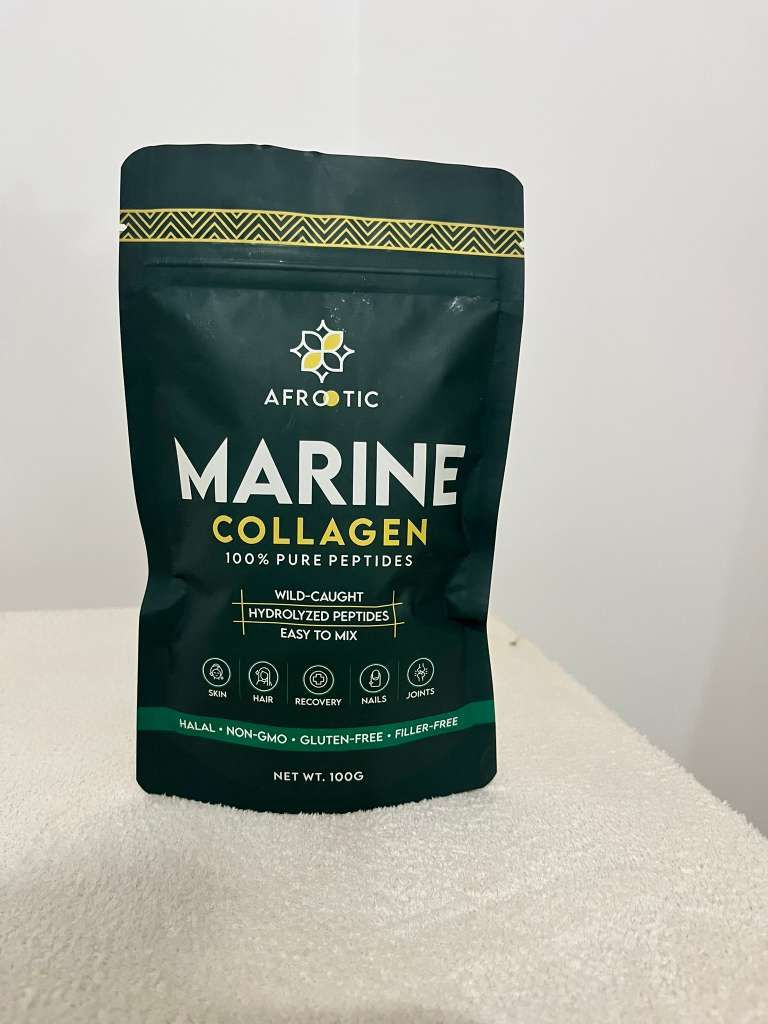 AFROOTIC
MARINE
COLLAGEN
100% PURE PEPTIDES
WILD-CAUGHT
HYDROLYZED PEPTIDES
EASY TO MIX
SKIN HAIR RECOVERY NAILS JOINTS
HALAL • NON-GMO • GLUTEN-FREE • FILLER-FREE
NET WT. 100G